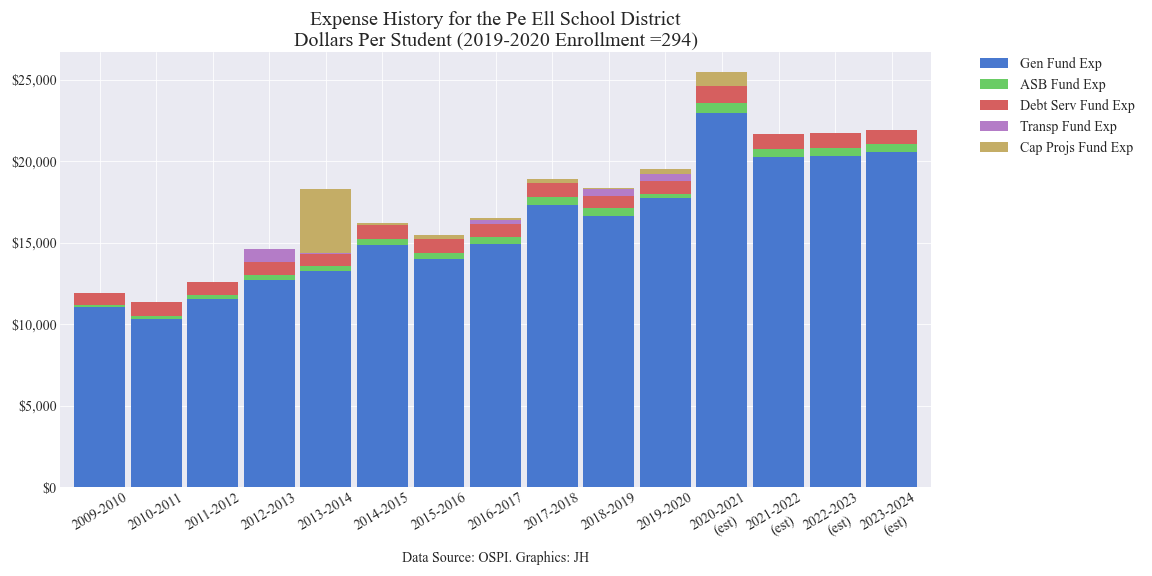 Expense History for the Pe Ell School District
Dollars Per Student (2019-2020 Enrollment =294)
$25,000
$20,000
$15,000
$10,000
$5,000
$0
2009-2010
2010-2011
2011-2012
2012-2013
2013-2014
2014-2015
2015-2016
2016-2017
2017-2018
2018-2019
2019-2020
2020-2021
(est)
2021-2022
(est)
2022-2023
(est)
2023-2024
(est)
Data Source: OSPI. Graphics: JH
Gen Fund Exp
ASB Fund Exp
Debt Serv Fund Exp
Transp Fund Exp
Cap Projs Fund Exp